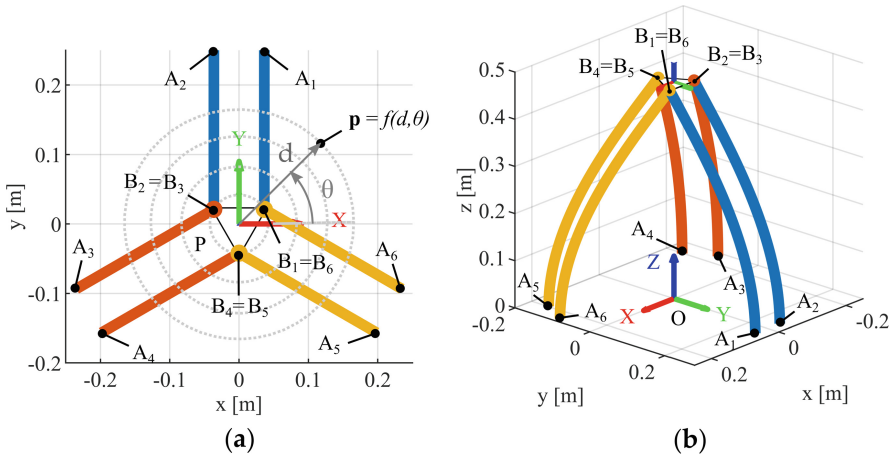 A₂
A₁
p = f(d,θ)
Y
d
θ
B₂=B₃
X
P
A₃
B₁=B₆
A₆
B₄=B₅
A₄
A₅
0.2
0.1
0
-0.1
-0.2
y [m]
-0.2
-0.1
0
0.1
0.2
x [m]
(a)
B₁=B₆
B₂=B₃
B₄=B₅
0.5
0.4
0.3
0.2
0.1
0
z [m]
A₄
Z
A₃
A₅
A₆
X
O
Y
A₂
A₁
-0.2
0
0.2
y [m]
0.2
0
-0.2
x [m]
(b)